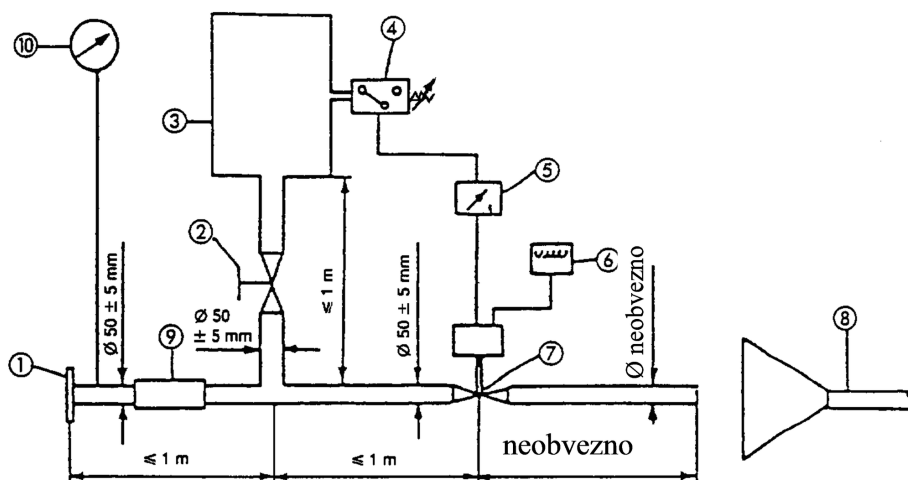 ⑩
④
③
⑤
②
⑥
Ø 50 ± 5 mm
≤ 1 m
Ø 50 ± 5 mm
Ø neobvezno
Ø 50
± 5 mm
⑨
⑦
⑧
①
≤ 1 m
≤ 1 m
neobvezno